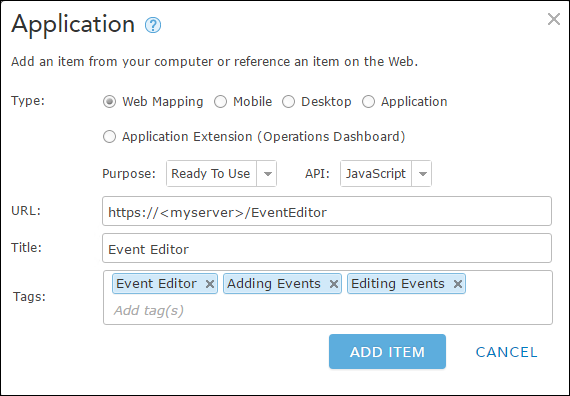 Application ?
Add an item from your computer or reference an item on the Web.
Type: Web Mapping Mobile Desktop Application
Application Extension (Operations Dashboard)
Purpose: Ready To Use API: JavaScript
URL: https://<myserver>/EventEditor
Title: Event Editor
Tags: Event Editor × Adding Events × Editing Events ×
Add tag(s)
ADD ITEM CANCEL